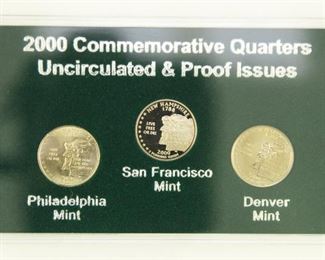 2000 Commemorative Quarters
Uncirculated & Proof Issues
NEW HAMPSHIRE
1788
LIVE
FREE
OR DIE
2000
Philadelphia
Mint
San Francisco
Mint
Denver
Mint